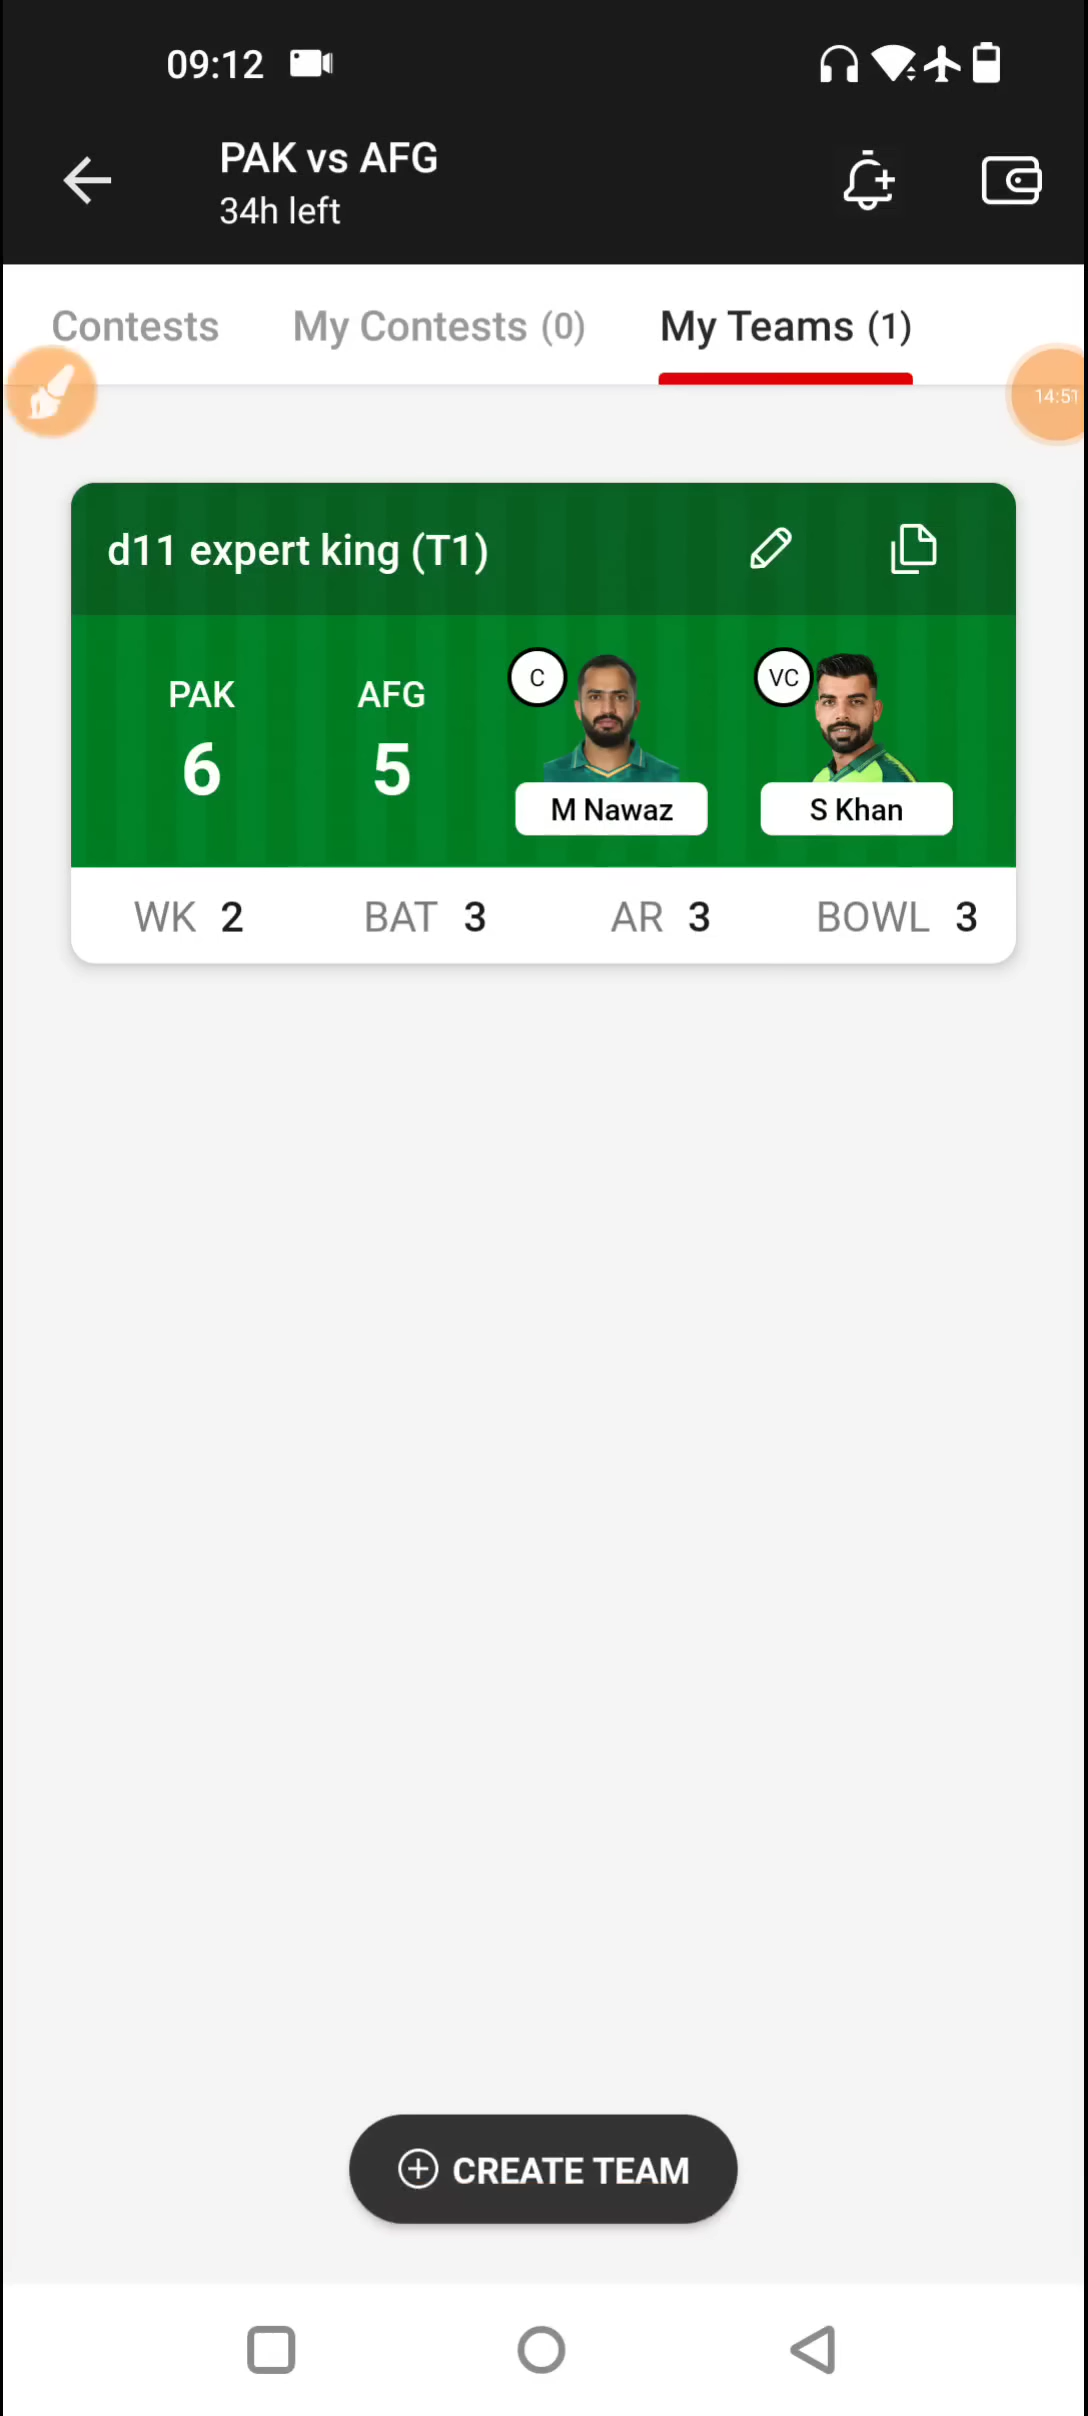 09:12
PAK vs AFG
34h left
Contests My Contests (0) My Teams (1)
14:51
d11 expert king (T1)
PAK AFG C VC
6 5
M Nawaz S Khan
WK 2 BAT 3 AR 3 BOWL 3
CREATE TEAM